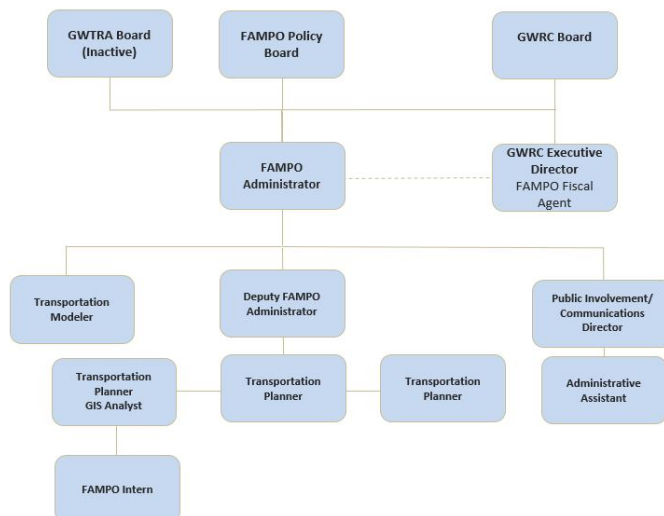 GWTRA Board
(Inactive)
FAMPO Policy
Board
GWRC Board
FAMPO
Administrator
GWRC Executive
Director
FAMPO Fiscal
Agent
Transportation
Modeler
Deputy FAMPO
Administrator
Public Involvement/
Communications
Director
Transportation
Planner
GIS Analyst
Transportation
Planner
Transportation
Planner
Administrative
Assistant
FAMPO Intern